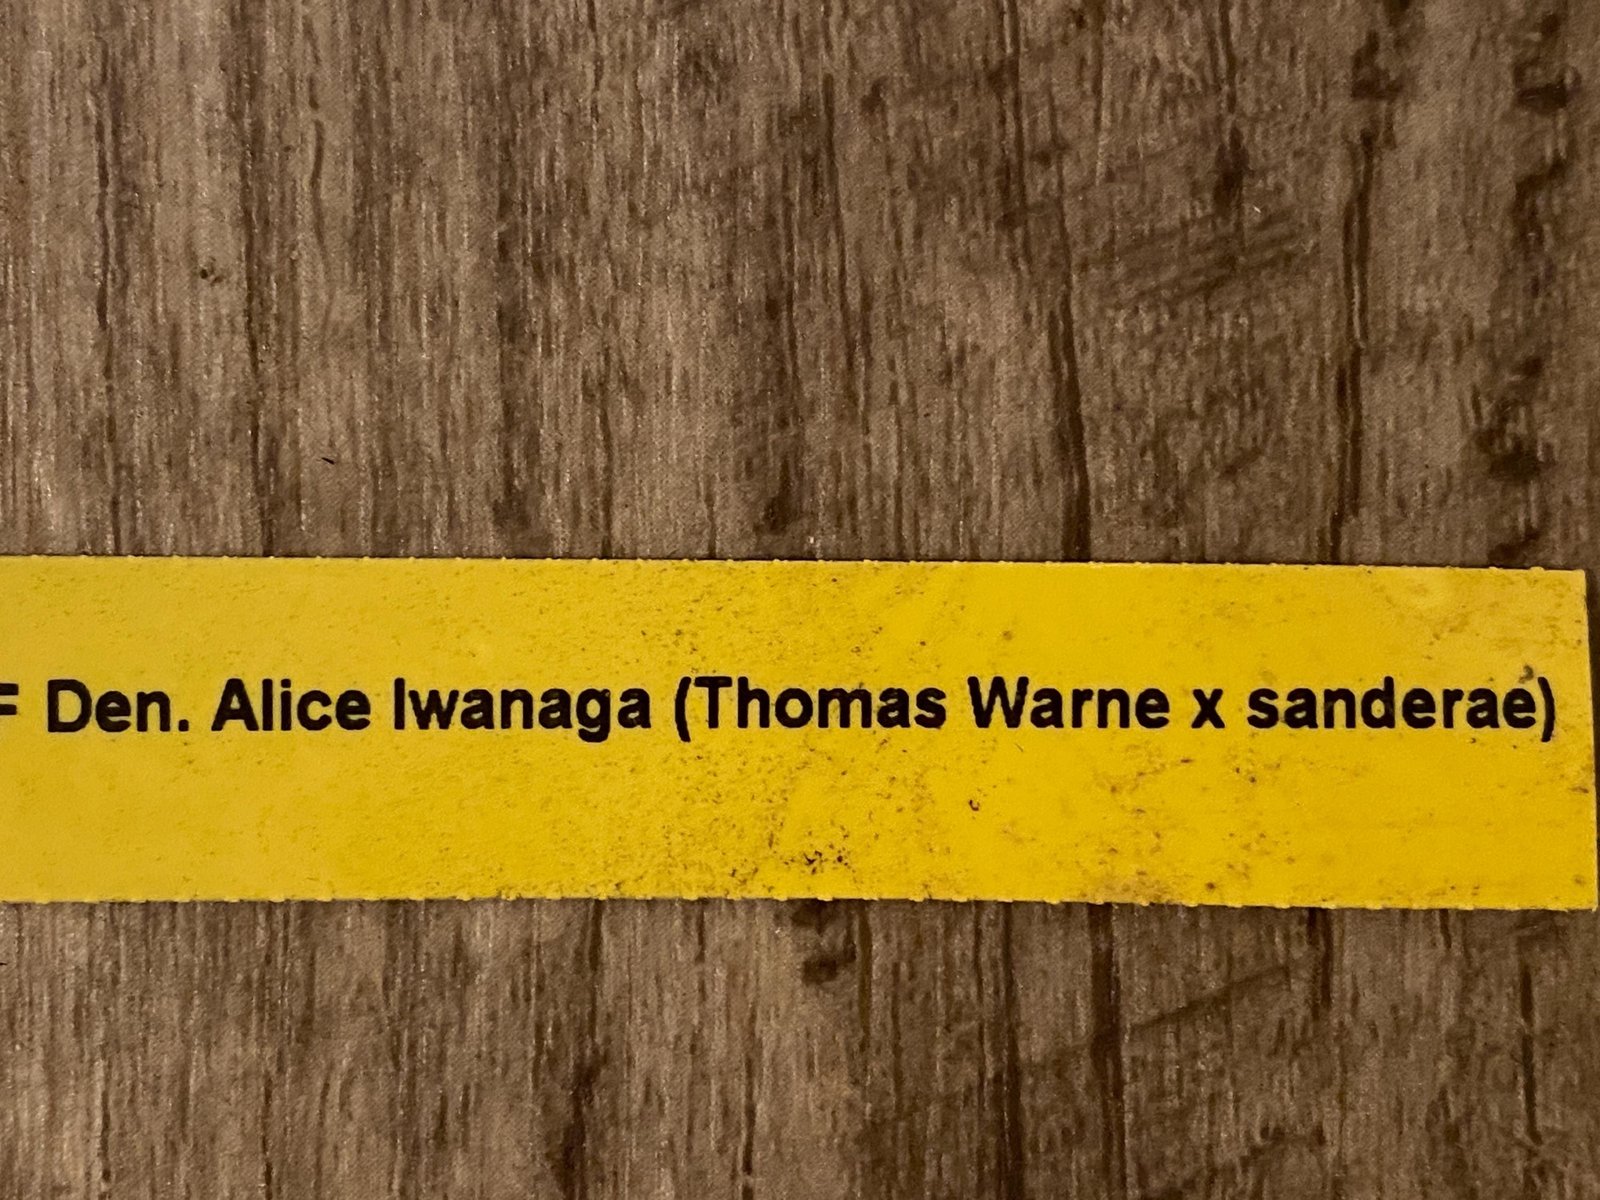 F Den. Alice Iwanaga (Thomas Warne x sanderae)